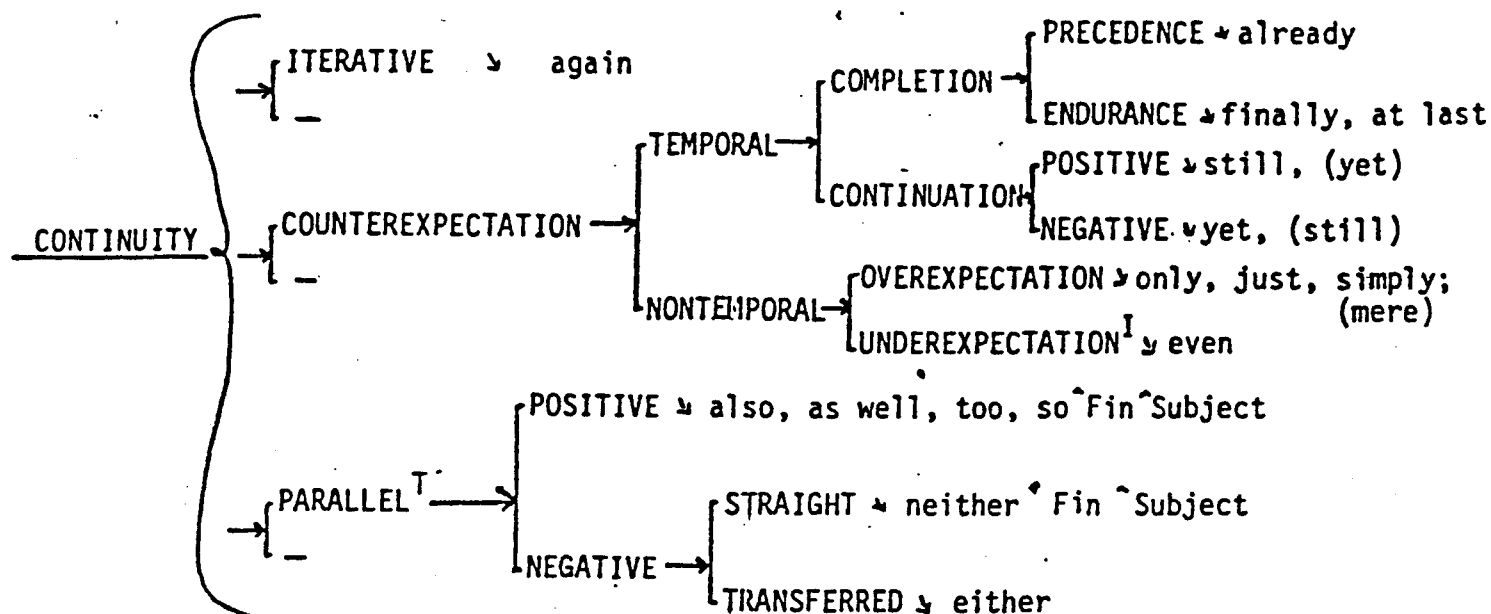 PRECEDENCE ↘ already
ITERATIVE ↘ again
COMPLETION
—
ENDURANCE ↘ finally, at last
TEMPORAL
POSITIVE ↘ still, (yet)
CONTINUATION
COUNTEREXPECTATION
NEGATIVE ↘ yet, (still)
CONTINUITY
—
OVEREXPECTATION ↘ only, just, simply;
NONTEMPORAL
(mere)
UNDEREXPECTATION^I ↘ even
POSITIVE ↘ also, as well, too, so^Fin^Subject
PARALLEL^T
STRAIGHT ↘ neither ^ Fin ^Subject
—
NEGATIVE
TRANSFERRED ↘ either